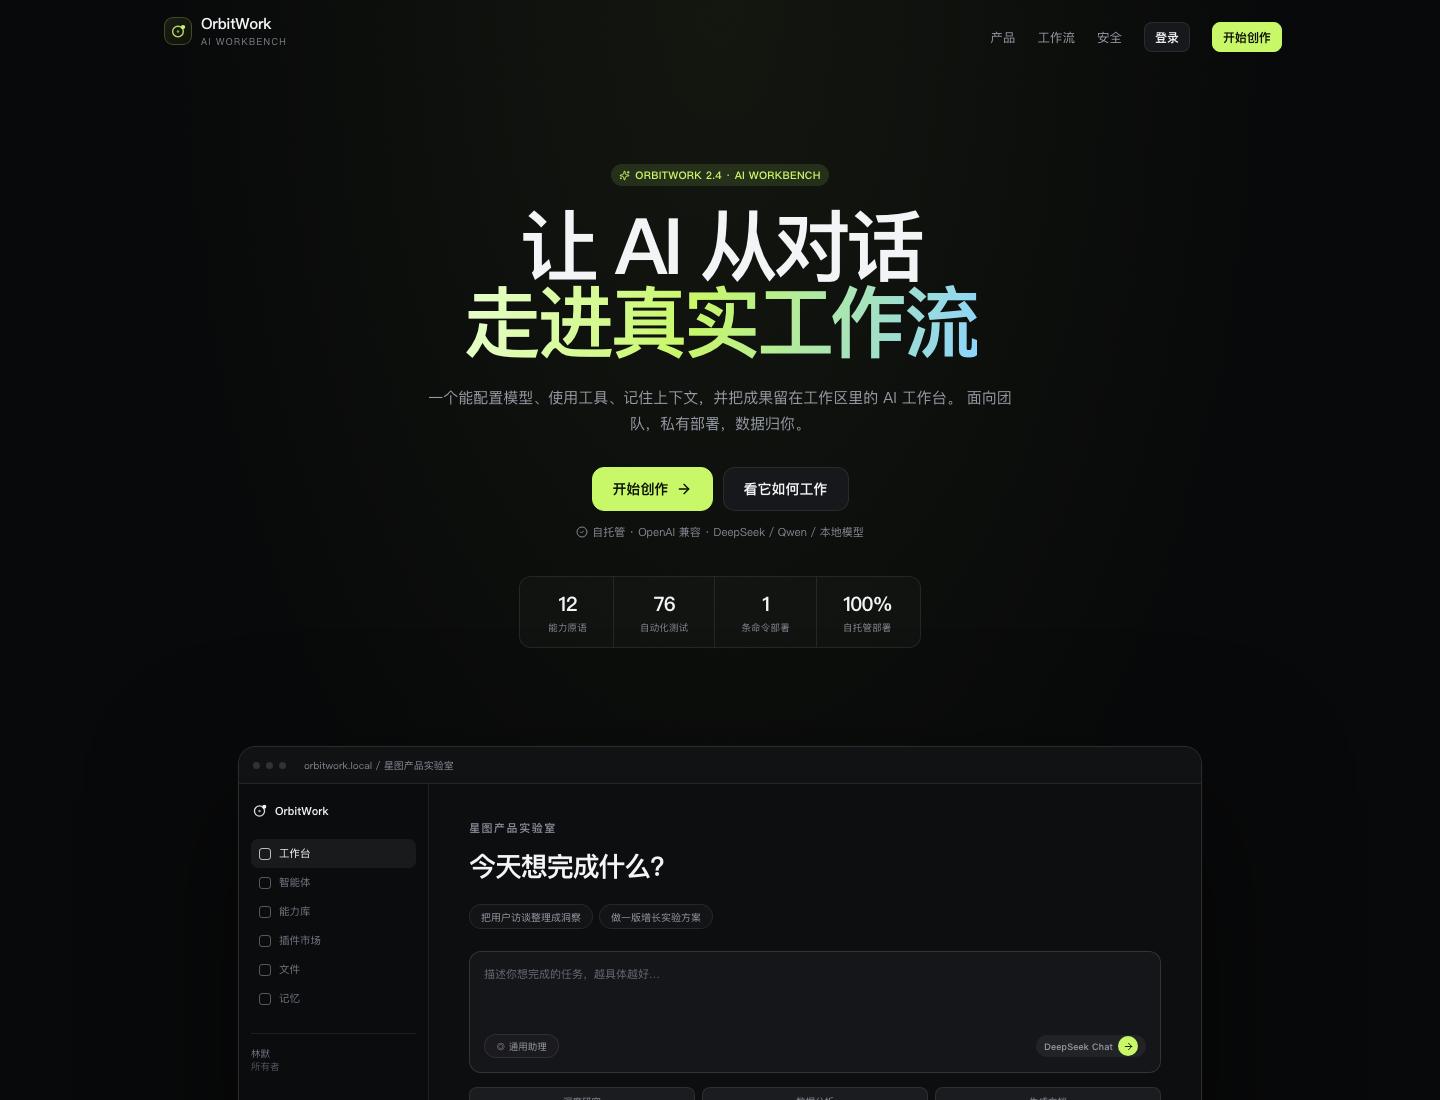 OrbitWork
AI WORKBENCH
产品
工作流
安全
登录
开始创作
ORBITWORK 2.4 · AI WORKBENCH
让 AI 从对话
走进真实工作流
一个能配置模型、使用工具、记住上下文，并把成果留在工作区里的 AI 工作台。 面向团
队，私有部署，数据归你。
开始创作
看它如何工作
自托管 · OpenAI 兼容 · DeepSeek / Qwen / 本地模型
12
能力原语
76
自动化测试
1
条命令部署
100%
自托管部署
orbitwork.local / 星图产品实验室
OrbitWork
工作台
智能体
能力库
插件市场
文件
记忆
林默
所有者
星图产品实验室
今天想完成什么?
把用户访谈整理成洞察
做一版增长实验方案
描述你想完成的任务，越具体越好...
◎ 通用助理
DeepSeek Chat